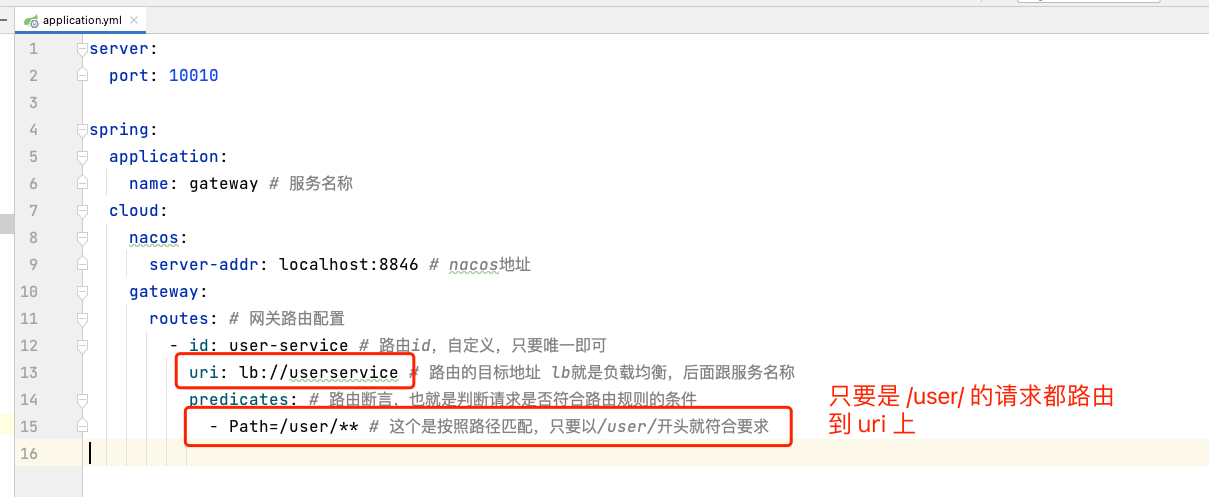 application.yml
1 server:
2 port: 10010
3
4 spring:
5 application:
6 name: gateway # 服务名称
7 cloud:
8 nacos:
9 server-addr: localhost:8846 # nacos地址
10 gateway:
11 routes: # 网关路由配置
12 - id: user-service # 路由id，自定义，只要唯一即可
13 uri: lb://userservice # 路由的目标地址 lb就是负载均衡，后面跟服务名称
14 predicates: # 路由断言，也就是判断请求是否符合路由规则的条件
15 - Path=/user/** # 这个是按照路径匹配，只要以/user/开头就符合要求
16
只要是 /user/ 的请求都路由
到 uri 上